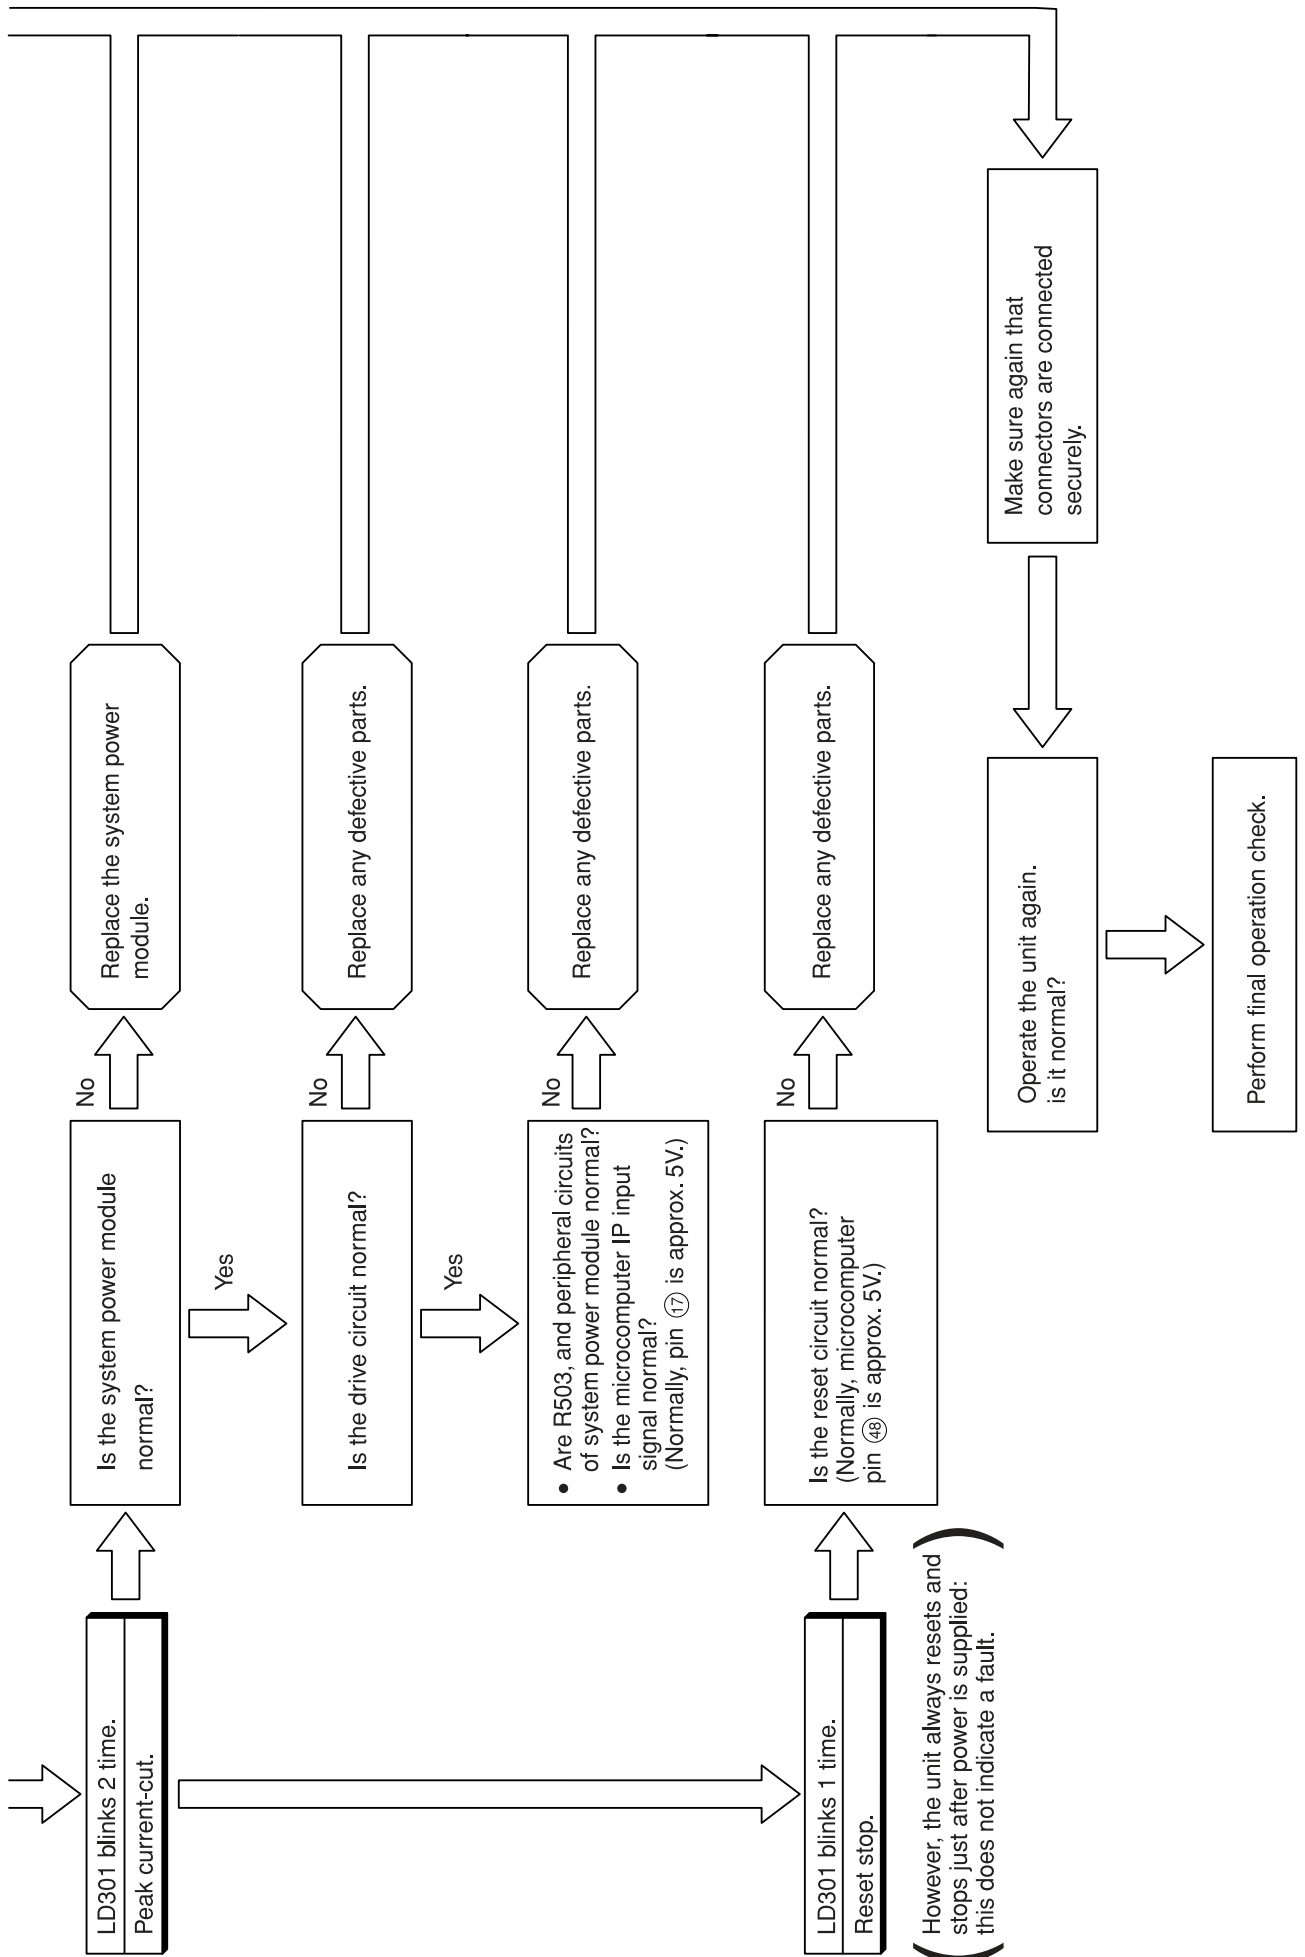 LD301 blinks 2 time.
Peak current-cut.
Is the system power module
normal?
No
Replace the system power
module.
Yes
Is the drive circuit normal?
No
Replace any defective parts.
Yes
• Are R503, and peripheral circuits
of system power module normal?
• Is the microcomputer IP input
signal normal?
(Normally, pin ⑰ is approx. 5V.)
No
Replace any defective parts.
LD301 blinks 1 time.
Reset stop.
(However, the unit always resets and
stops just after power is supplied:
this does not indicate a fault.)
Is the reset circuit normal?
(Normally, microcomputer
pin ㊽ is approx. 5V.)
No
Replace any defective parts.
Make sure again that
connectors are connected
securely.
Operate the unit again.
is it normal?
Perform final operation check.